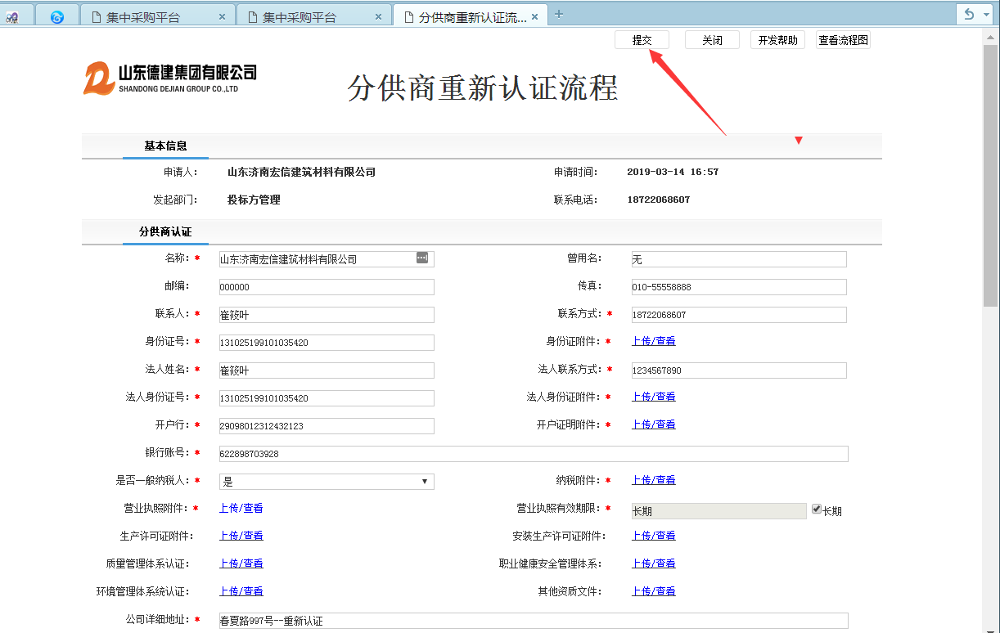 集中采购平台 集中采购平台 分供商重新认证流...
提交 关闭 开发帮助 查看流程图
山东德建集团有限公司
SHANDONG DEJIAN GROUP CO.,LTD
分供商重新认证流程
基本信息
申请人： 山东济南宏信建筑材料有限公司 申请时间： 2019-03-14 16:57
发起部门： 投标方管理 联系电话： 18722068607
分供商认证
名称：* 山东济南宏信建筑材料有限公司 曾用名： 无
邮编： 000000 传真： 010-55558888
联系人：* 崔筱叶 联系方式：* 18722068607
身份证号：* 131025199101035420 身份证附件：* 上传/查看
法人姓名：* 崔筱叶 法人联系方式：* 1234567890
法人身份证号：* 131025199101035420 法人身份证附件：* 上传/查看
开户行：* 29098012312432123 开户证明附件：* 上传/查看
银行账号：* 622898703928
是否一般纳税人：* 是 纳税附件：* 上传/查看
营业执照附件：* 上传/查看 营业执照有效期限：* 长期 长期
生产许可证附件： 上传/查看 安装生产许可证附件： 上传/查看
质量管理体系认证： 上传/查看 职业健康安全管理体系： 上传/查看
环境管理体系统认证： 上传/查看 其他资质文件： 上传/查看
公司详细地址：* 春夏路997号--重新认证